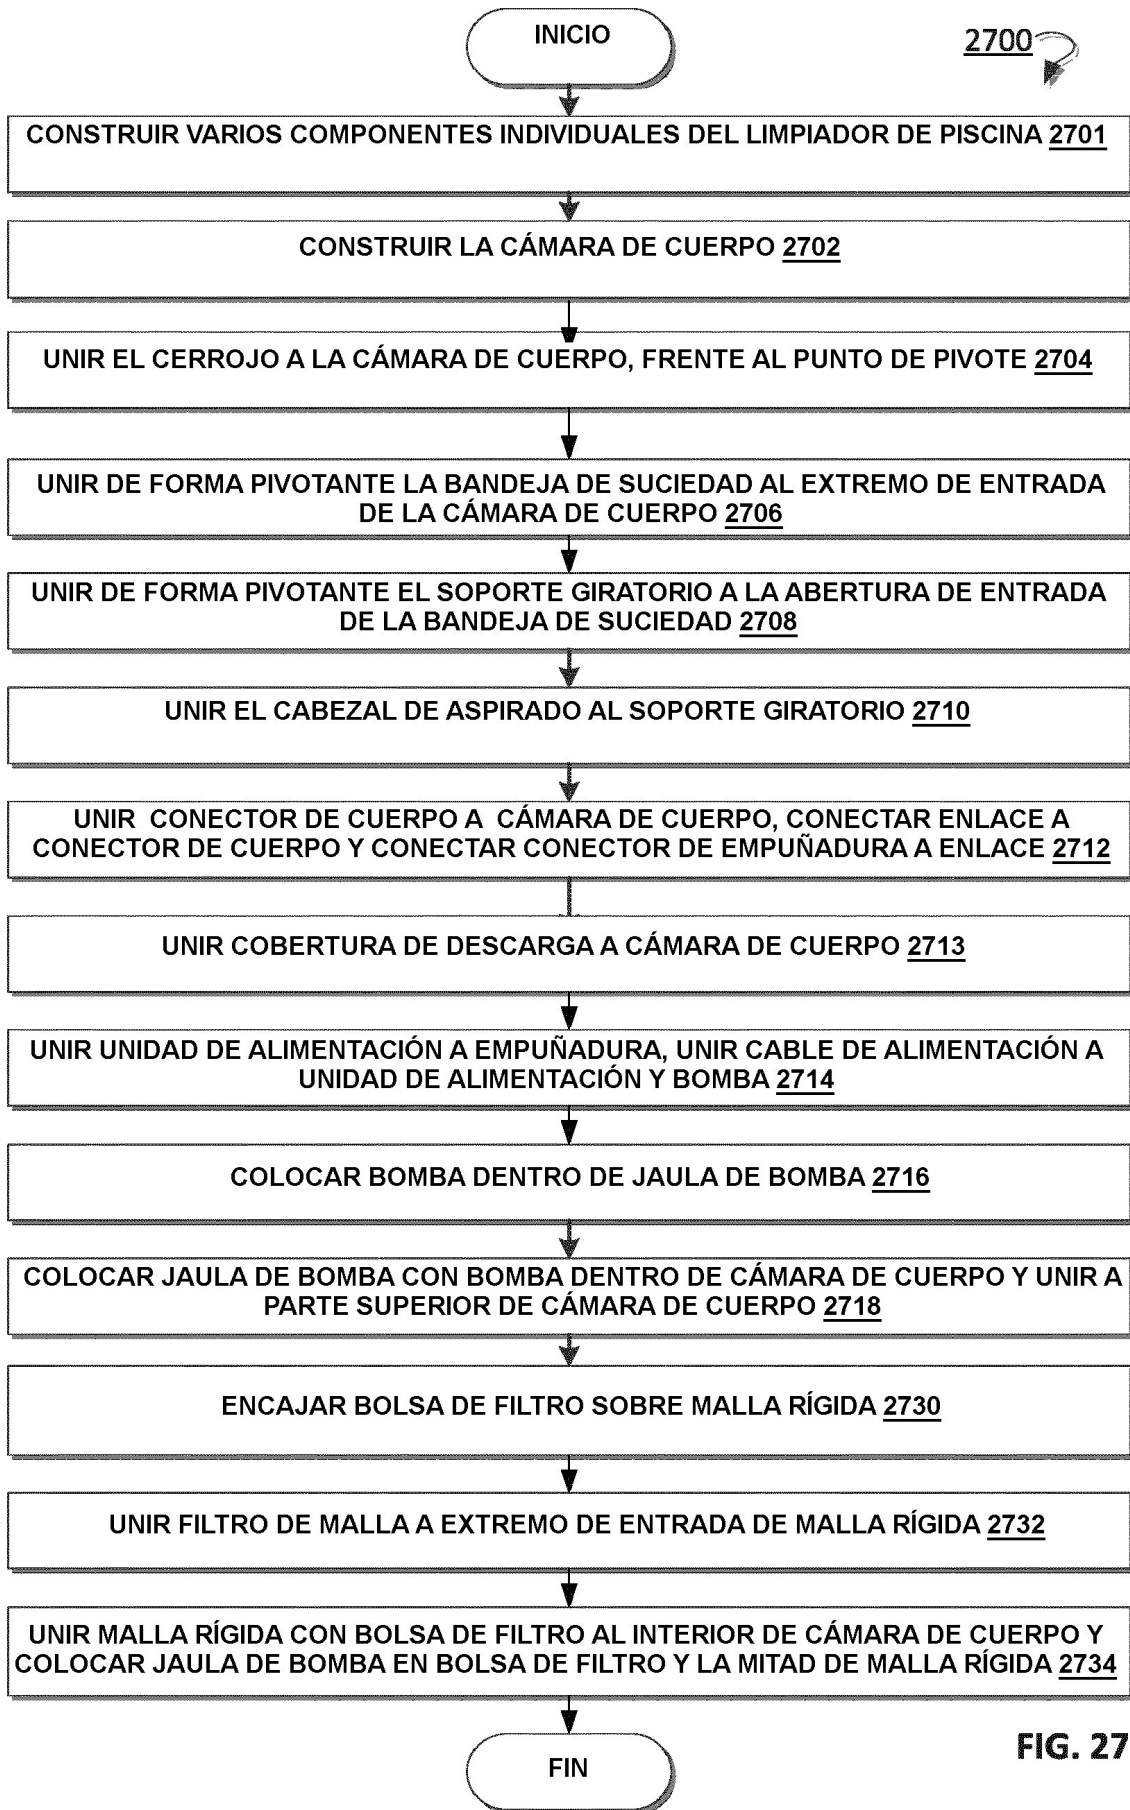 INICIO
2700
CONSTRUIR VARIOS COMPONENTES INDIVIDUALES DEL LIMPIADOR DE PISCINA 2701
CONSTRUIR LA CÁMARA DE CUERPO 2702
UNIR EL CERROJO A LA CÁMARA DE CUERPO, FRENTE AL PUNTO DE PIVOTE 2704
UNIR DE FORMA PIVOTANTE LA BANDEJA DE SUCIEDAD AL EXTREMO DE ENTRADA
DE LA CÁMARA DE CUERPO 2706
UNIR DE FORMA PIVOTANTE EL SOPORTE GIRATORIO A LA ABERTURA DE ENTRADA
DE LA BANDEJA DE SUCIEDAD 2708
UNIR EL CABEZAL DE ASPIRADO AL SOPORTE GIRATORIO 2710
UNIR CONECTOR DE CUERPO A CÁMARA DE CUERPO, CONECTAR ENLACE A
CONECTOR DE CUERPO Y CONECTAR CONECTOR DE EMPUÑADURA A ENLACE 2712
UNIR COBERTURA DE DESCARGA A CÁMARA DE CUERPO 2713
UNIR UNIDAD DE ALIMENTACIÓN A EMPUÑADURA, UNIR CABLE DE ALIMENTACIÓN A
UNIDAD DE ALIMENTACIÓN Y BOMBA 2714
COLOCAR BOMBA DENTRO DE JAULA DE BOMBA 2716
COLOCAR JAULA DE BOMBA CON BOMBA DENTRO DE CÁMARA DE CUERPO Y UNIR A
PARTE SUPERIOR DE CÁMARA DE CUERPO 2718
ENCAJAR BOLSA DE FILTRO SOBRE MALLA RÍGIDA 2730
UNIR FILTRO DE MALLA A EXTREMO DE ENTRADA DE MALLA RÍGIDA 2732
UNIR MALLA RÍGIDA CON BOLSA DE FILTRO AL INTERIOR DE CÁMARA DE CUERPO Y
COLOCAR JAULA DE BOMBA EN BOLSA DE FILTRO Y LA MITAD DE MALLA RÍGIDA 2734
FIN
FIG. 27